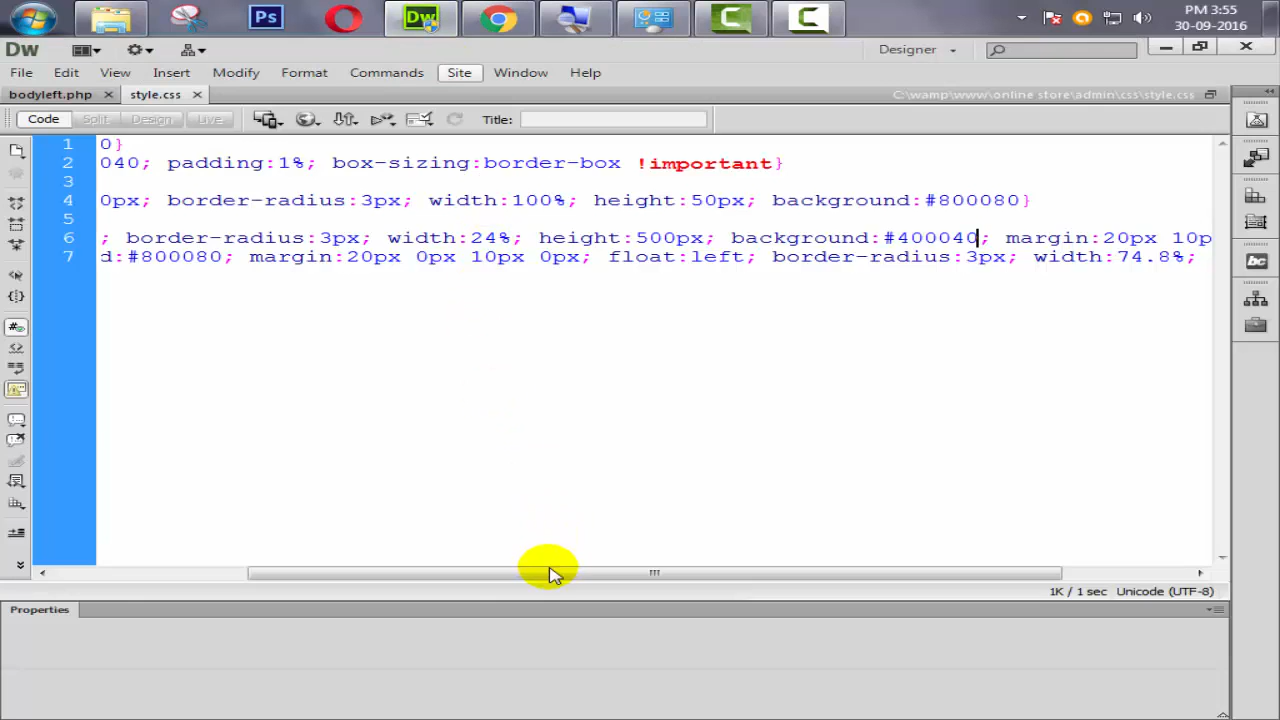 Ps
Dw
PM 3:55
30-09-2016
Dw
Designer
File Edit View Insert Modify Format Commands Site Window Help
bodyleft.php × style.css ×
C:\wamp\www\online store\admin\css\style.css
Code Split Design Live Title:
1 0}
2 040; padding:1%; box-sizing:border-box !important}
3
4 0px; border-radius:3px; width:100%; height:50px; background:#800080}
5
6 ; border-radius:3px; width:24%; height:500px; background:#400040; margin:20px 10p
7 d:#800080; margin:20px 0px 10px 0px; float:left; border-radius:3px; width:74.8%;
1K / 1 sec Unicode (UTF-8)
Properties